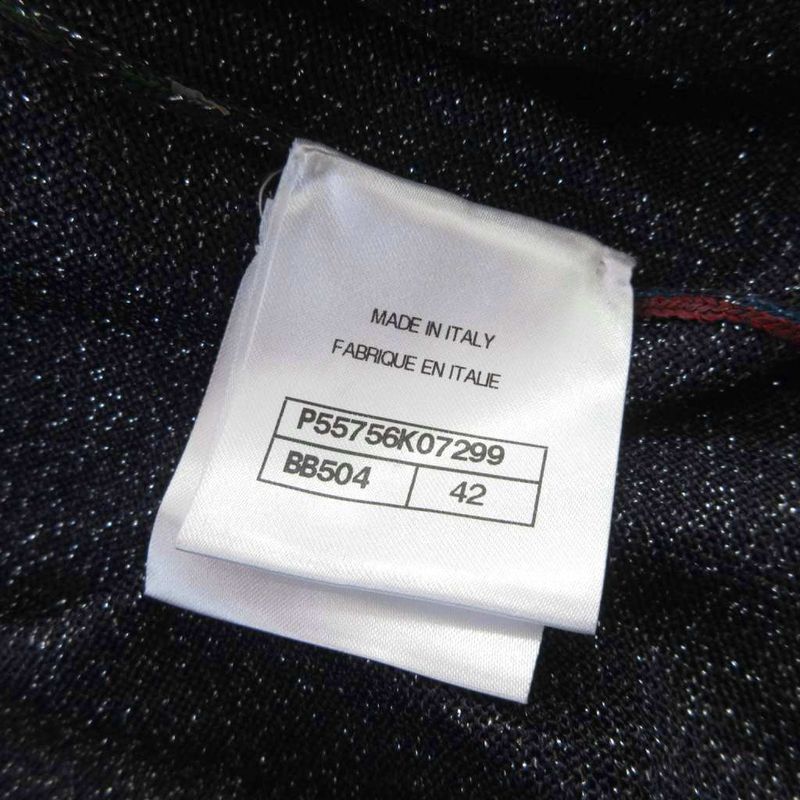 MADE IN ITALY
FABRIQUE EN ITALIE
P55756K07299
BB504 42